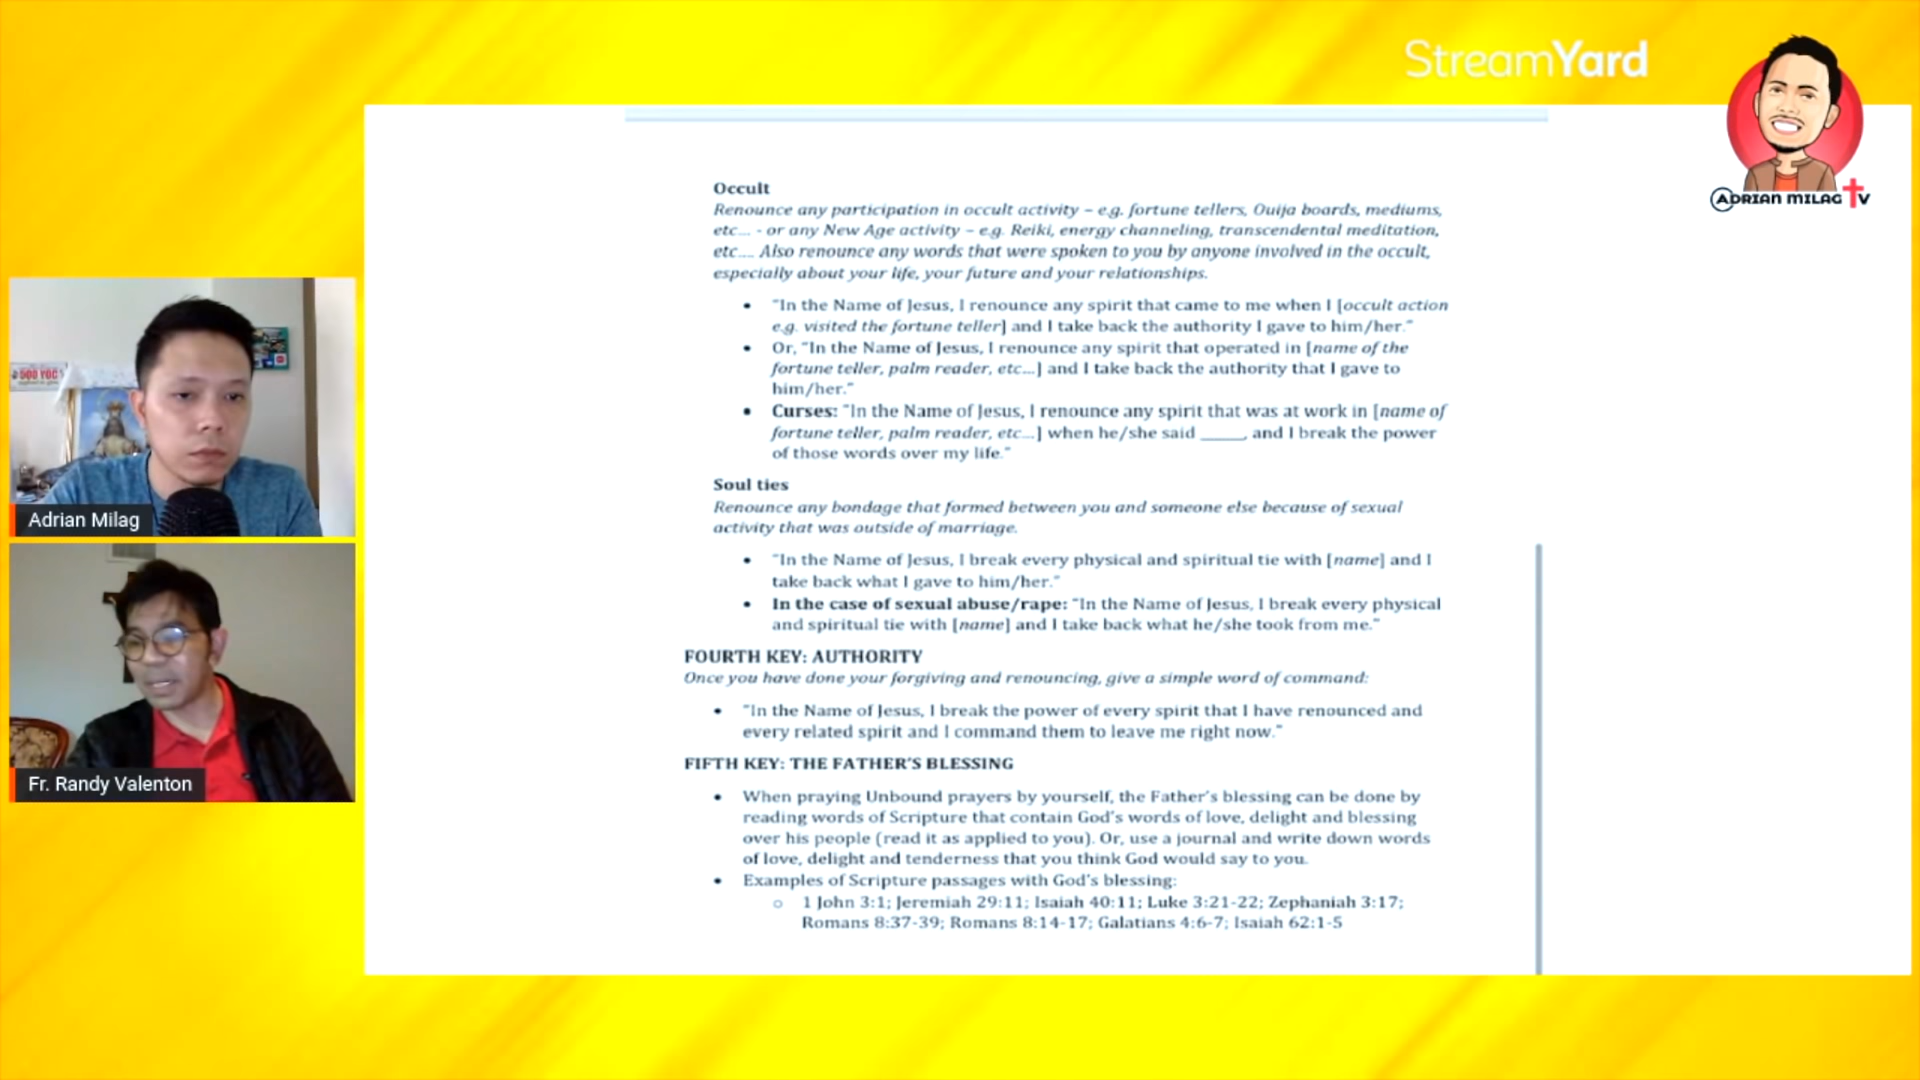 StreamYard
ADRIAN MILAG TV
Occult
Renounce any participation in occult activity – e.g. fortune tellers, Ouija boards, mediums,
etc... - or any New Age activity – e.g. Reiki, energy channeling, transcendental meditation,
etc.... Also renounce any words that were spoken to you by anyone involved in the occult,
especially about your life, your future and your relationships.
• "In the Name of Jesus, I renounce any spirit that came to me when I [occult action
e.g. visited the fortune teller] and I take back the authority I gave to him/her."
• Or, "In the Name of Jesus, I renounce any spirit that operated in [name of the
fortune teller, palm reader, etc...] and I take back the authority that I gave to
him/her."
• Curses: "In the Name of Jesus, I renounce any spirit that was at work in [name of
fortune teller, palm reader, etc...] when he/she said _____, and I break the power
of those words over my life."
Soul ties
Renounce any bondage that formed between you and someone else because of sexual
activity that was outside of marriage.
• "In the Name of Jesus, I break every physical and spiritual tie with [name] and I
take back what I gave to him/her."
• In the case of sexual abuse/rape: "In the Name of Jesus, I break every physical
and spiritual tie with [name] and I take back what he/she took from me."
FOURTH KEY: AUTHORITY
Once you have done your forgiving and renouncing, give a simple word of command:
• "In the Name of Jesus, I break the power of every spirit that I have renounced and
every related spirit and I command them to leave me right now."
FIFTH KEY: THE FATHER'S BLESSING
• When praying Unbound prayers by yourself, the Father's blessing can be done by
reading words of Scripture that contain God's words of love, delight and blessing
over his people (read it as applied to you). Or, use a journal and write down words
of love, delight and tenderness that you think God would say to you.
• Examples of Scripture passages with God's blessing:
○ 1 John 3:1; Jeremiah 29:11; Isaiah 40:11; Luke 3:21-22; Zephaniah 3:17;
Romans 8:37-39; Romans 8:14-17; Galatians 4:6-7; Isaiah 62:1-5
Adrian Milag
Fr. Randy Valenton